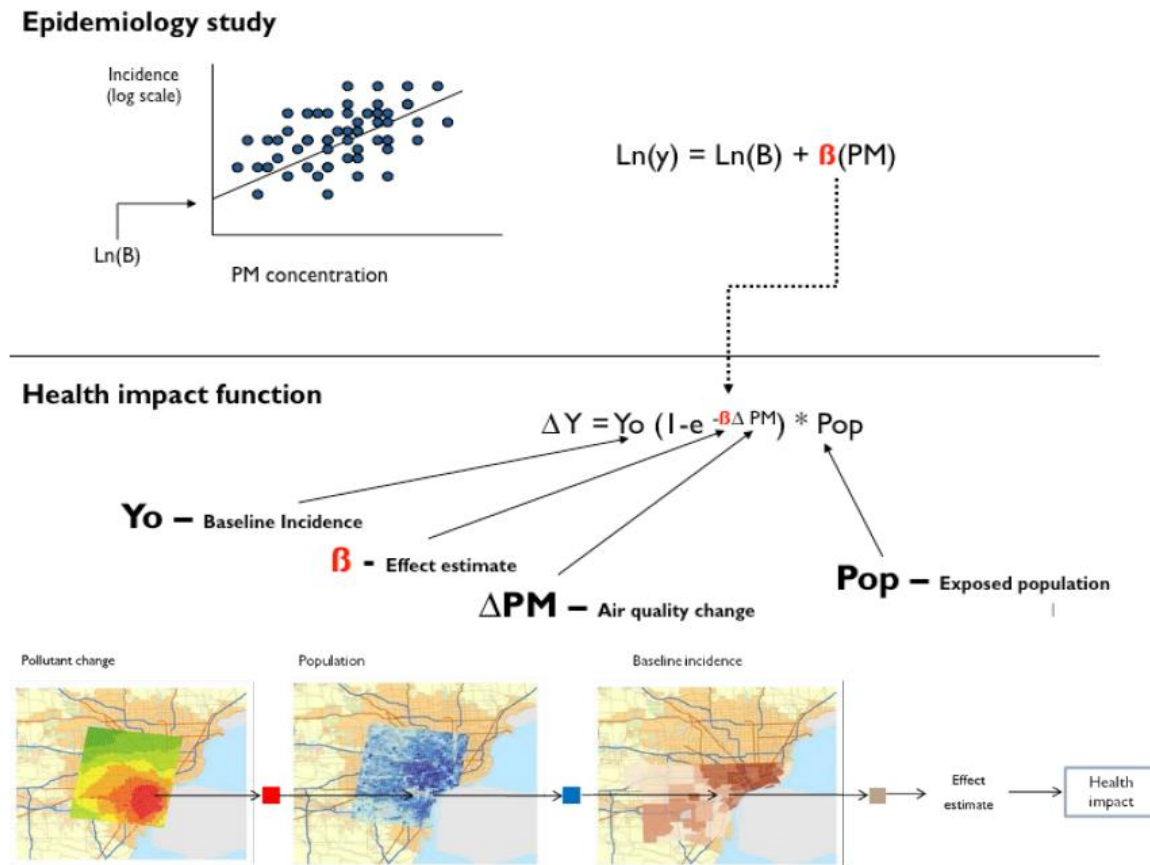 Epidemiology study
Incidence
(log scale)
Ln(y) = Ln(B) + ß(PM)
Ln(B)
PM concentration
Health impact function
Δ Y = Yo (1-e -ßΔ PM) * Pop
Yo – Baseline Incidence
ß - Effect estimate
Pop – Exposed population
ΔPM – Air quality change
Pollutant change
Population
Baseline incidence
Effect
estimate
Health
impact